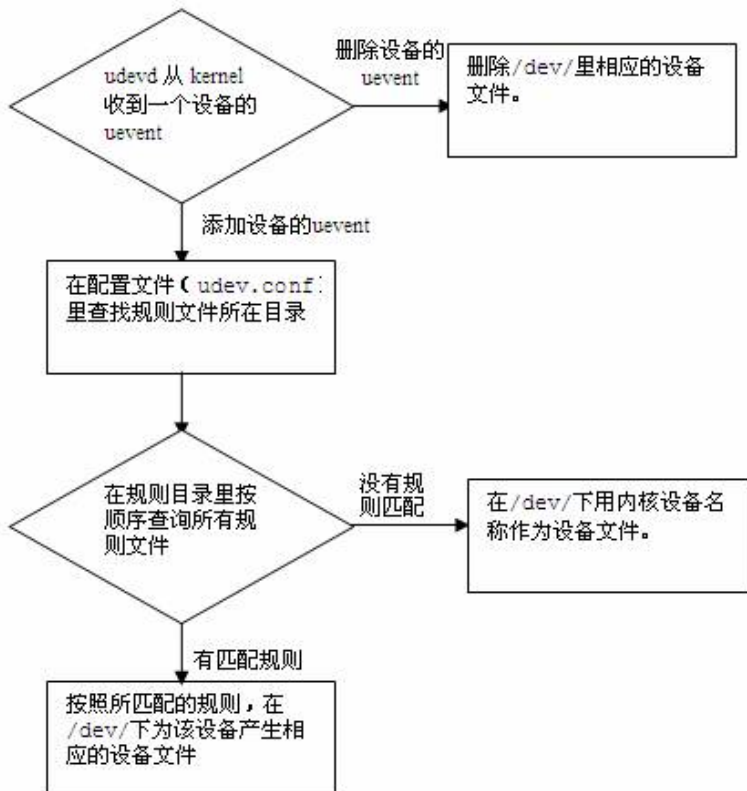 udevd 从 kernel
收到一个设备的
uevent
删除设备的
uevent
删除/dev/里相应的设备
文件。
添加设备的uevent
在配置文件( udev.conf)
里查找规则文件所在目录
在规则目录里按
顺序查询所有规
则文件
没有规
则匹配
在/dev/下用内核设备名
称作为设备文件。
有匹配规则
按照所匹配的规则，在
/dev/下为该设备产生相
应的设备文件